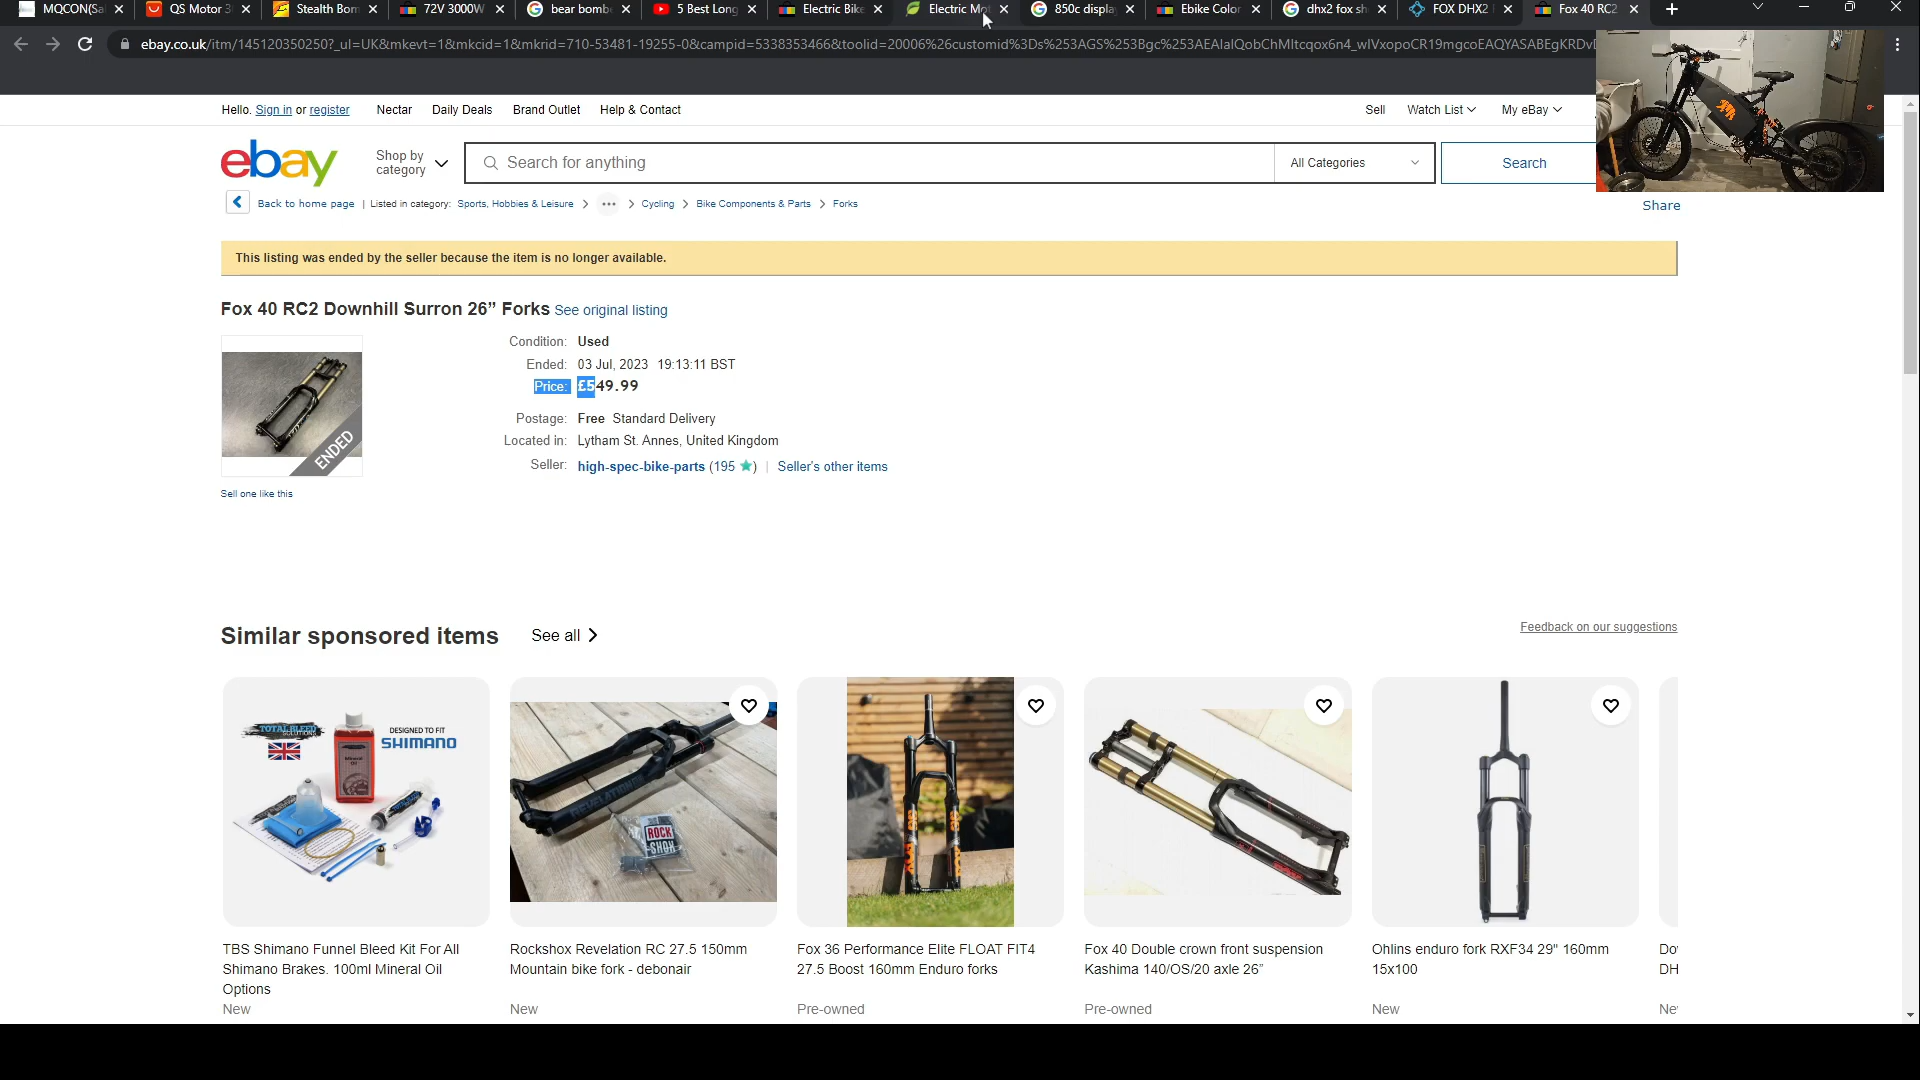 MQCON(Sa
QS Motor 3
Stealth Bom
72V 3000W
bear bomb
5 Best Long
Electric Bike
Electric Mot
850c displa
Ebike Color
dhx2 fox sh
FOX DHX2
Fox 40 RC2
ebay.co.uk/itm/145120350250?_ul=UK&mkevt=1&mkcid=1&mkrid=710-53481-19255-0&campid=5338353466&toolid=20006%26customid%3Ds%253AGS%253Bgc%253AEAIaIQobChMItcqox6n4_wIVxopoCR19mgcoEAQYASABEgKRDvD
Hello. Sign in or register
Nectar
Daily Deals
Brand Outlet
Help & Contact
Sell
Watch List
My eBay
ebay
Shop by category
Search for anything
All Categories
Search
Back to home page | Listed in category: Sports, Hobbies & Leisure > ... > Cycling > Bike Components & Parts > Forks
Share
This listing was ended by the seller because the item is no longer available.
Fox 40 RC2 Downhill Surron 26” Forks See original listing
Condition: Used
Ended: 03 Jul, 2023 19:13:11 BST
Price: £549.99
Postage: Free Standard Delivery
Located in: Lytham St. Annes, United Kingdom
Seller: high-spec-bike-parts (195) | Seller's other items
ENDED
Sell one like this
Similar sponsored items
See all
Feedback on our suggestions
TOTAL BLEED
SOLUTIONS
DESIGNED TO FIT
SHIMANO
ROCK
SHOX
TBS Shimano Funnel Bleed Kit For All
Shimano Brakes. 100ml Mineral Oil
Options
New
Rockshox Revelation RC 27.5 150mm
Mountain bike fork - debonair
New
Fox 36 Performance Elite FLOAT FIT4
27.5 Boost 160mm Enduro forks
Pre-owned
Fox 40 Double crown front suspension
Kashima 140/OS/20 axle 26”
Pre-owned
Ohlins enduro fork RXF34 29" 160mm
15x100
New
Do
DH
Ne